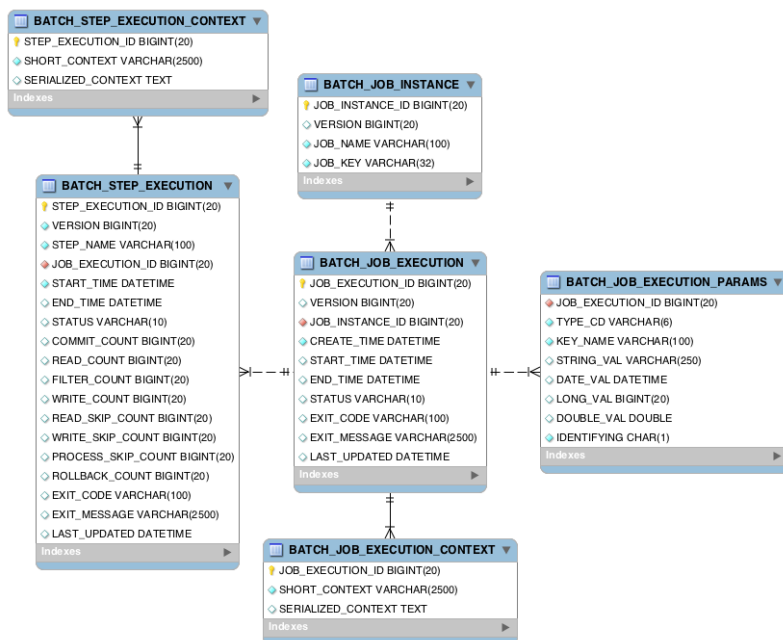 BATCH_STEP_EXECUTION_CONTEXT
STEP_EXECUTION_ID BIGINT(20)
SHORT_CONTEXT VARCHAR(2500)
SERIALIZED_CONTEXT TEXT
Indexes
BATCH_JOB_INSTANCE
JOB_INSTANCE_ID BIGINT(20)
VERSION BIGINT(20)
JOB_NAME VARCHAR(100)
JOB_KEY VARCHAR(32)
Indexes
BATCH_STEP_EXECUTION
STEP_EXECUTION_ID BIGINT(20)
VERSION BIGINT(20)
STEP_NAME VARCHAR(100)
JOB_EXECUTION_ID BIGINT(20)
START_TIME DATETIME
END_TIME DATETIME
STATUS VARCHAR(10)
COMMIT_COUNT BIGINT(20)
READ_COUNT BIGINT(20)
FILTER_COUNT BIGINT(20)
WRITE_COUNT BIGINT(20)
READ_SKIP_COUNT BIGINT(20)
WRITE_SKIP_COUNT BIGINT(20)
PROCESS_SKIP_COUNT BIGINT(20)
ROLLBACK_COUNT BIGINT(20)
EXIT_CODE VARCHAR(100)
EXIT_MESSAGE VARCHAR(2500)
LAST_UPDATED DATETIME
Indexes
BATCH_JOB_EXECUTION
JOB_EXECUTION_ID BIGINT(20)
VERSION BIGINT(20)
JOB_INSTANCE_ID BIGINT(20)
CREATE_TIME DATETIME
START_TIME DATETIME
END_TIME DATETIME
STATUS VARCHAR(10)
EXIT_CODE VARCHAR(100)
EXIT_MESSAGE VARCHAR(2500)
LAST_UPDATED DATETIME
Indexes
BATCH_JOB_EXECUTION_PARAMS
JOB_EXECUTION_ID BIGINT(20)
TYPE_CD VARCHAR(6)
KEY_NAME VARCHAR(100)
STRING_VAL VARCHAR(250)
DATE_VAL DATETIME
LONG_VAL BIGINT(20)
DOUBLE_VAL DOUBLE
IDENTIFYING CHAR(1)
Indexes
BATCH_JOB_EXECUTION_CONTEXT
JOB_EXECUTION_ID BIGINT(20)
SHORT_CONTEXT VARCHAR(2500)
SERIALIZED_CONTEXT TEXT
Indexes